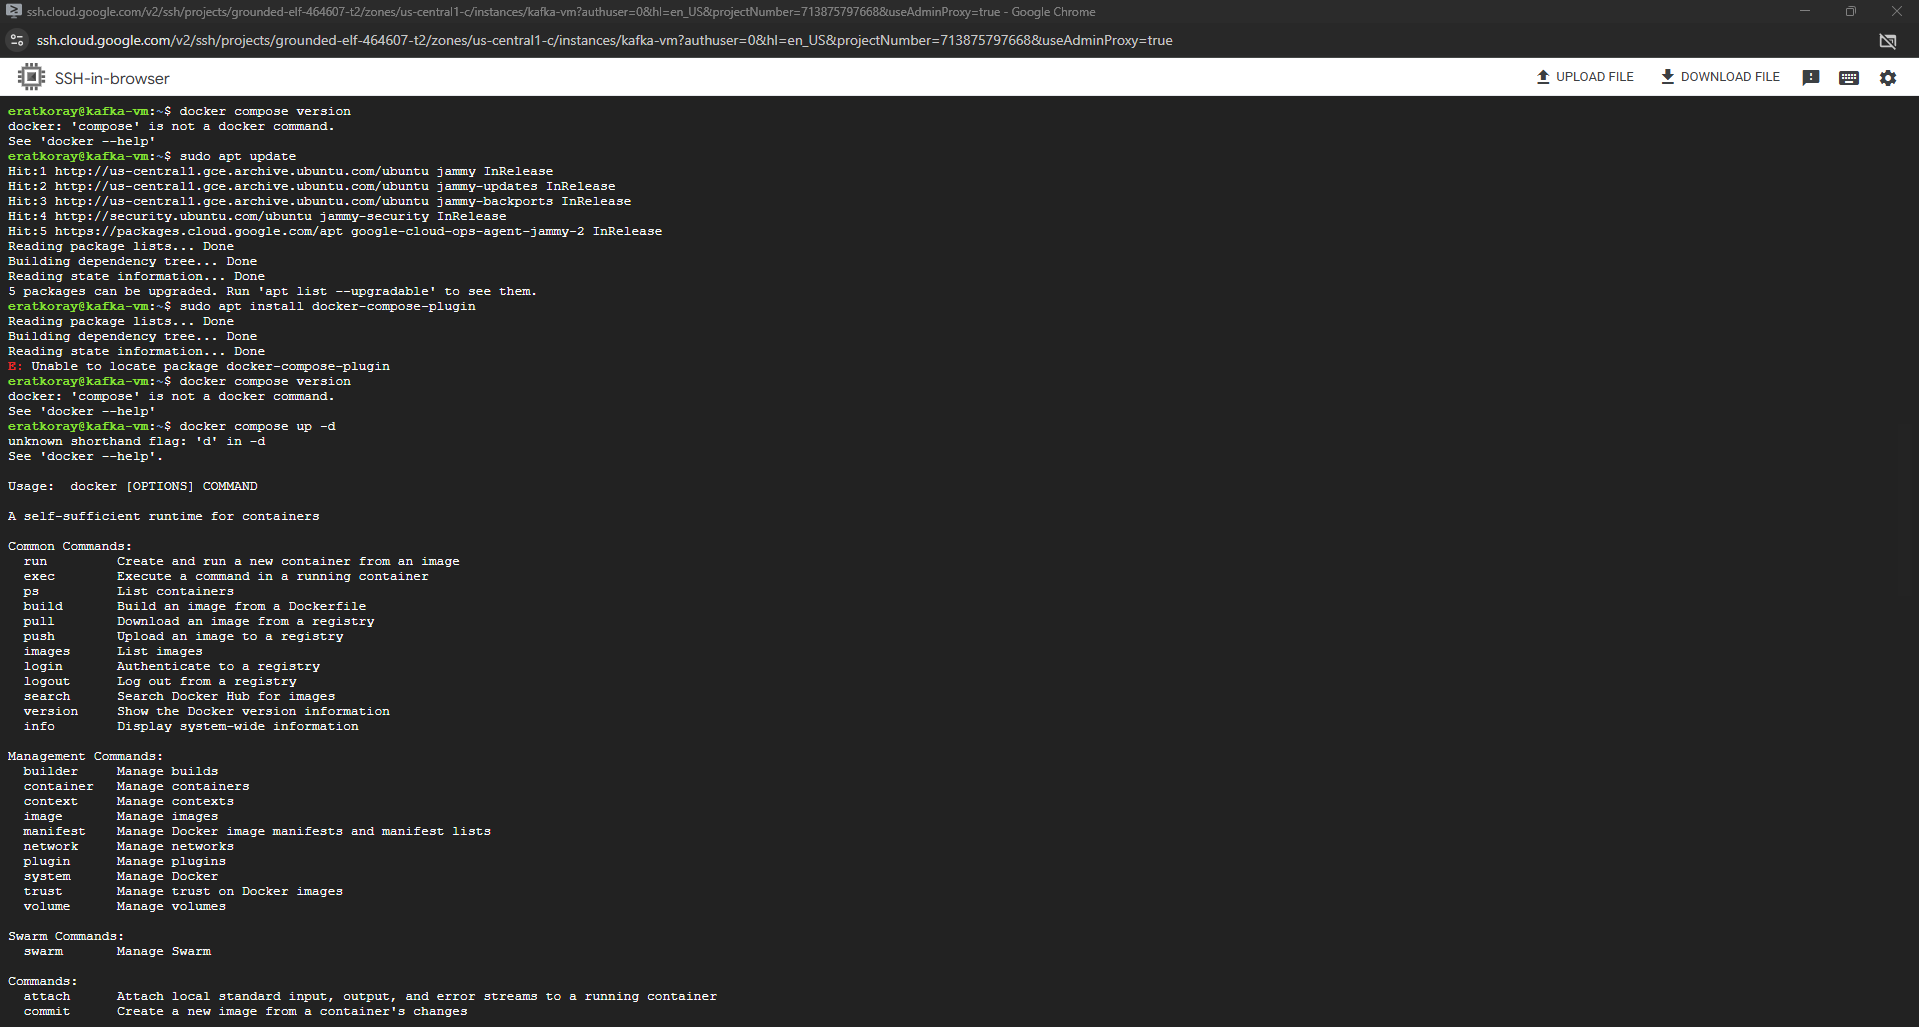 ssh.cloud.google.com/v2/ssh/projects/grounded-elf-464607-t2/zones/us-central1-c/instances/kafka-vm?authuser=0&hl=en_US&projectNumber=713875797668&useAdminProxy=true - Google Chrome
ssh.cloud.google.com/v2/ssh/projects/grounded-elf-464607-t2/zones/us-central1-c/instances/kafka-vm?authuser=0&hl=en_US&projectNumber=713875797668&useAdminProxy=true
SSH-in-browser UPLOAD FILE DOWNLOAD FILE
eratkoray@kafka-vm:~$ docker compose version
docker: 'compose' is not a docker command.
See 'docker --help'
eratkoray@kafka-vm:~$ sudo apt update
Hit:1 http://us-central1.gce.archive.ubuntu.com/ubuntu jammy InRelease
Hit:2 http://us-central1.gce.archive.ubuntu.com/ubuntu jammy-updates InRelease
Hit:3 http://us-central1.gce.archive.ubuntu.com/ubuntu jammy-backports InRelease
Hit:4 http://security.ubuntu.com/ubuntu jammy-security InRelease
Hit:5 https://packages.cloud.google.com/apt google-cloud-ops-agent-jammy-2 InRelease
Reading package lists... Done
Building dependency tree... Done
Reading state information... Done
5 packages can be upgraded. Run 'apt list --upgradable' to see them.
eratkoray@kafka-vm:~$ sudo apt install docker-compose-plugin
Reading package lists... Done
Building dependency tree... Done
Reading state information... Done
E: Unable to locate package docker-compose-plugin
eratkoray@kafka-vm:~$ docker compose version
docker: 'compose' is not a docker command.
See 'docker --help'
eratkoray@kafka-vm:~$ docker compose up -d
unknown shorthand flag: 'd' in -d
See 'docker --help'.
Usage:  docker [OPTIONS] COMMAND
A self-sufficient runtime for containers
Common Commands:
  run         Create and run a new container from an image
  exec        Execute a command in a running container
  ps          List containers
  build       Build an image from a Dockerfile
  pull        Download an image from a registry
  push        Upload an image to a registry
  images      List images
  login       Authenticate to a registry
  logout      Log out from a registry
  search      Search Docker Hub for images
  version     Show the Docker version information
  info        Display system-wide information
Management Commands:
  builder     Manage builds
  container   Manage containers
  context     Manage contexts
  image       Manage images
  manifest    Manage Docker image manifests and manifest lists
  network     Manage networks
  plugin      Manage plugins
  system      Manage Docker
  trust       Manage trust on Docker images
  volume      Manage volumes
Swarm Commands:
  swarm       Manage Swarm
Commands:
  attach      Attach local standard input, output, and error streams to a running container
  commit      Create a new image from a container's changes